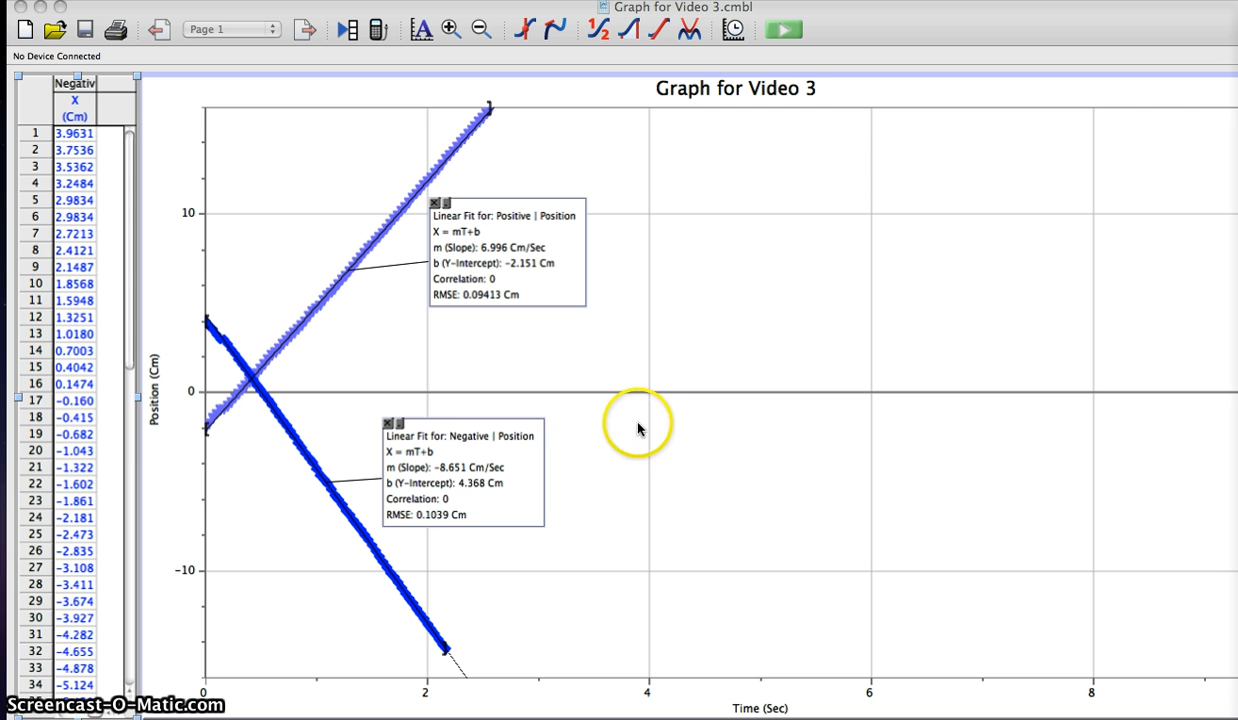 Graph for Video 3.cmbl
Page 1
No Device Connected
Negativ
X
(Cm)
1 3.9631
2 3.7536
3 3.5362
4 3.2484
5 2.9834
6 2.9834
7 2.7213
8 2.4121
9 2.1487
10 1.8568
11 1.5948
12 1.3251
13 1.0180
14 0.7003
15 0.4042
16 0.1474
17 -0.160
18 -0.415
19 -0.682
20 -1.043
21 -1.322
22 -1.602
23 -1.861
24 -2.181
25 -2.473
26 -2.835
27 -3.108
28 -3.411
29 -3.674
30 -3.927
31 -4.282
32 -4.655
33 -4.878
34 -5.124
Graph for Video 3
Position (Cm)
10
0
-10
Linear Fit for: Positive | Position
X = mT+b
m (Slope): 6.996 Cm/Sec
b (Y-Intercept): -2.151 Cm
Correlation: 0
RMSE: 0.09413 Cm
Linear Fit for: Negative | Position
X = mT+b
m (Slope): -8.651 Cm/Sec
b (Y-Intercept): 4.368 Cm
Correlation: 0
RMSE: 0.1039 Cm
0 2 4 6 8
Time (Sec)
Screencast-O-Matic.com